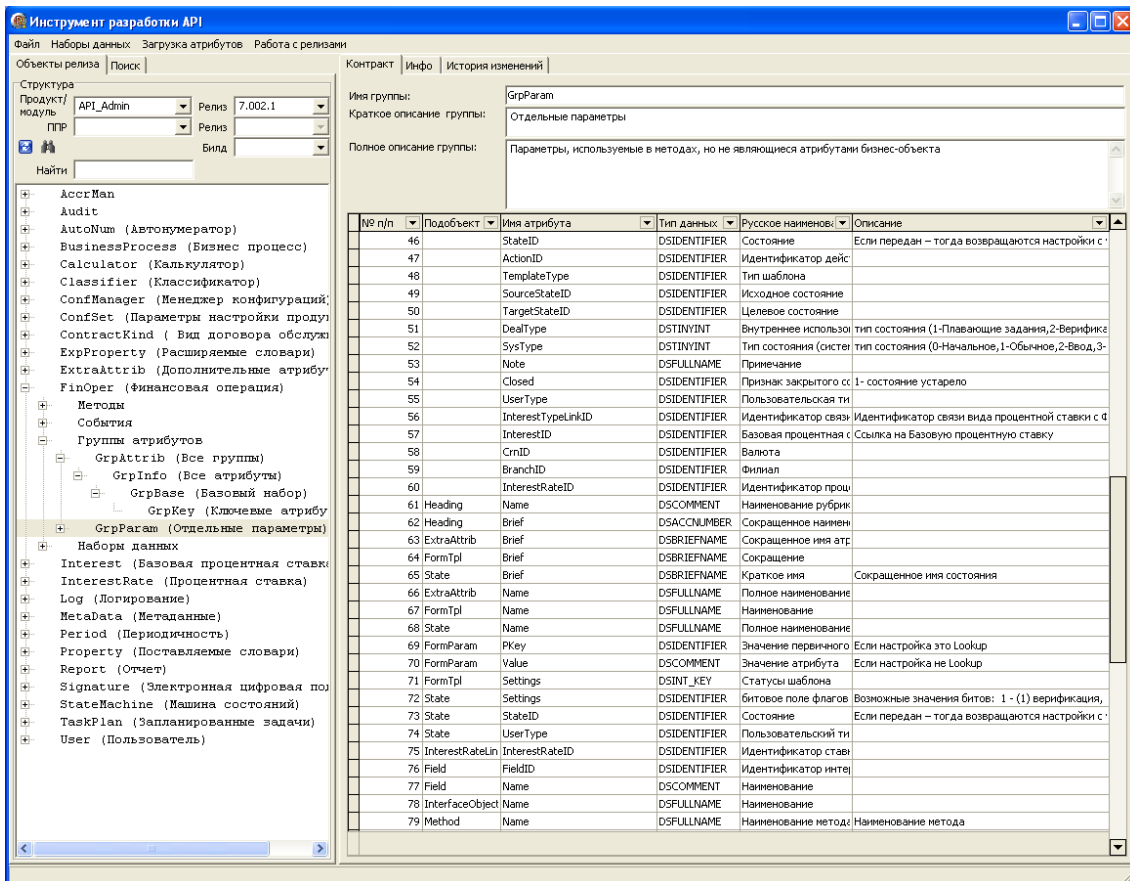 Инструмент разработки API
Файл Наборы данных Загрузка атрибутов Работа с релизами
Объекты релиза Поиск
Структура
Продукт/модуль API_Admin Релиз 7.002.1
ППР Релиз
Билд
Найти
AccrMan
Audit
AutoNum (Автонумератор)
BusinessProcess (Бизнес процесс)
Calculator (Калькулятор)
Classifier (Классификатор)
ConfManager (Менеджер конфигураций)
ConfSet (Параметры настройки проду
ContractKind ( Вид договора обслуж
ExpProperty (Расширяемые словари)
ExtraAttrib (Дополнительные атрибу
FinOper (Финансовая операция)
Методы
События
Группы атрибутов
GrpAttrib (Все группы)
GrpInfo (Все атрибуты)
GrpBase (Базовый набор)
GrpKey (Ключевые атрибу
GrpParam (Отдельные параметры)
Наборы данных
Interest (Базовая процентная ставк
InterestRate (Процентная ставка)
Log (Логирование)
MetaData (Метаданные)
Period (Периодичность)
Property (Поставляемые словари)
Report (Отчет)
Signature (Электронная цифровая по
StateMachine (Машина состояний)
TaskPlan (Запланированные задачи)
User (Пользователь)
Контракт Инфо История изменений
Имя группы: GrpParam
Краткое описание группы: Отдельные параметры
Полное описание группы: Параметры, используемые в методах, но не являющиеся атрибутами бизнес-объекта
№ п/п Подобъект Имя атрибута Тип данных Русское наименова Описание
46 StateID DSIDENTIFIER Состояние Если передан – тогда возвращаются настройки с
47 ActionID DSIDENTIFIER Идентификатор дейс
48 TemplateType DSIDENTIFIER Тип шаблона
49 SourceStateID DSIDENTIFIER Исходное состояние
50 TargetStateID DSIDENTIFIER Целевое состояние
51 DealType DSTINYINT Внутреннее использо тип состояния (1-Плавающие задания,2-Верифика
52 SysType DSTINYINT Тип состояния (систе тип состояния (0-Начальное,1-Обычное,2-Ввод,3-
53 Note DSFULLNAME Примечание
54 Closed DSIDENTIFIER Признак закрытого со 1- состояние устарело
55 UserType DSIDENTIFIER Пользовательская ти
56 InterestTypeLinkID DSIDENTIFIER Идентификатор связи Идентификатор связи вида процентной ставки с Ф
57 InterestID DSIDENTIFIER Базовая процентная с Ссылка на Базовую процентную ставку
58 CrnID DSIDENTIFIER Валюта
59 BranchID DSIDENTIFIER Филиал
60 InterestRateID DSIDENTIFIER Идентификатор проц
61 Heading Name DSCOMMENT Наименование рубрик
62 Heading Brief DSACCNUMBER Сокращенное наимен
63 ExtraAttrib Brief DSBRIEFNAME Сокращенное имя атр
64 FormTpl Brief DSBRIEFNAME Сокращение
65 State Brief DSBRIEFNAME Краткое имя Сокращенное имя состояния
66 ExtraAttrib Name DSFULLNAME Полное наименование
67 FormTpl Name DSFULLNAME Наименование
68 State Name DSFULLNAME Полное наименование
69 FormParam PKey DSIDENTIFIER Значение первичного Если настройка это Lookup
70 FormParam Value DSCOMMENT Значение атрибута Если настройка не Lookup
71 FormTpl Settings DSINT_KEY Статусы шаблона
72 State Settings DSIDENTIFIER битовое поле флагов Возможные значения битов: 1 - (1) верификация,
73 State StateID DSIDENTIFIER Состояние Если передан – тогда возвращаются настройки с
74 State UserType DSIDENTIFIER Пользовательский ти
75 InterestRateLin InterestRateID DSIDENTIFIER Идентификатор став
76 Field FieldID DSIDENTIFIER Идентификатор инте
77 Field Name DSCOMMENT Наименование
78 InterfaceObject Name DSFULLNAME Наименование
79 Method Name DSFULLNAME Наименование метода Наименование метода